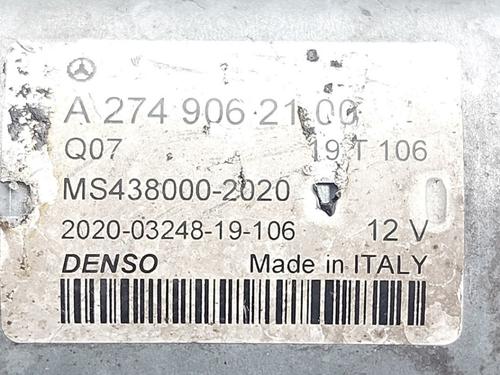 A 274 906 21 00
Q07 19 T 106
MS438000-2020
2020-03248-19-106 12 V
DENSO Made in ITALY